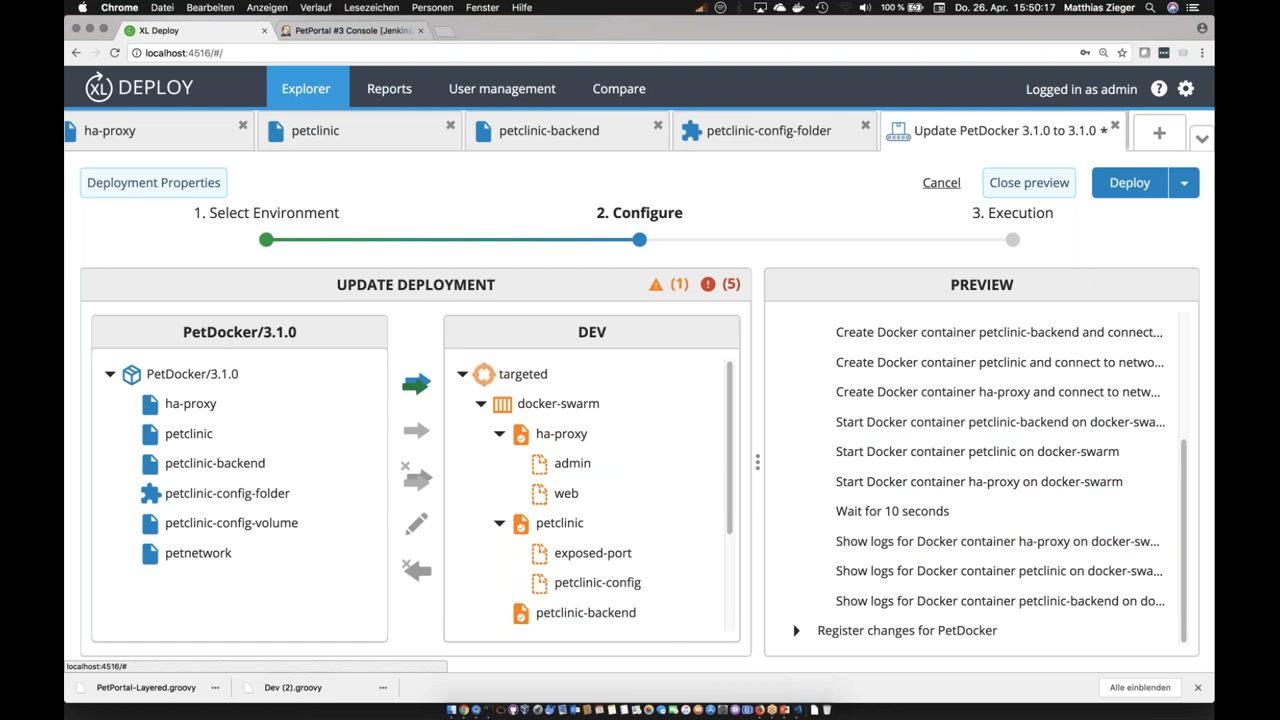 Chrome Datei Bearbeiten Anzeigen Verlauf Lesezeichen Personen Fenster Hilfe 100 % Do. 26. Apr. 15:50:17 Matthias Zieger
XL Deploy PetPortal #3 Console [Jenkins
localhost:4516/#/
XL DEPLOY Explorer Reports User management Compare Logged in as admin ?
ha-proxy petclinic petclinic-backend petclinic-config-folder Update PetDocker 3.1.0 to 3.1.0 * +
Deployment Properties Cancel Close preview Deploy
1. Select Environment 2. Configure 3. Execution
UPDATE DEPLOYMENT (1) (5) PREVIEW
PetDocker/3.1.0 DEV
PetDocker/3.1.0
ha-proxy
petclinic
petclinic-backend
petclinic-config-folder
petclinic-config-volume
petnetwork
targeted
docker-swarm
ha-proxy
admin
web
petclinic
exposed-port
petclinic-config
petclinic-backend
Create Docker container petclinic-backend and connect...
Create Docker container petclinic and connect to netwo...
Create Docker container ha-proxy and connect to netw...
Start Docker container petclinic-backend on docker-swa...
Start Docker container petclinic on docker-swarm
Start Docker container ha-proxy on docker-swarm
Wait for 10 seconds
Show logs for Docker container ha-proxy on docker-sw...
Show logs for Docker container petclinic on docker-swa...
Show logs for Docker container petclinic-backend on do...
Register changes for PetDocker
localhost:4516/#
PetPortal-Layered.groovy Dev (2).groovy Alle einblenden